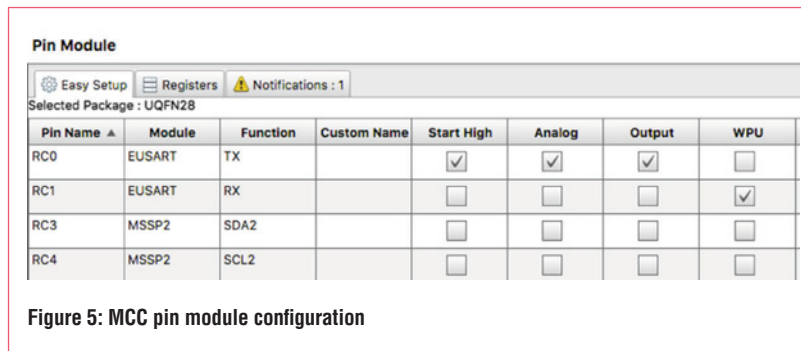 Pin Module
Easy Setup Registers Notifications : 1
Selected Package : UQFN28
Pin Name Module Function Custom Name Start High Analog Output WPU
RC0 EUSART TX
RC1 EUSART RX
RC3 MSSP2 SDA2
RC4 MSSP2 SCL2
Figure 5: MCC pin module configuration